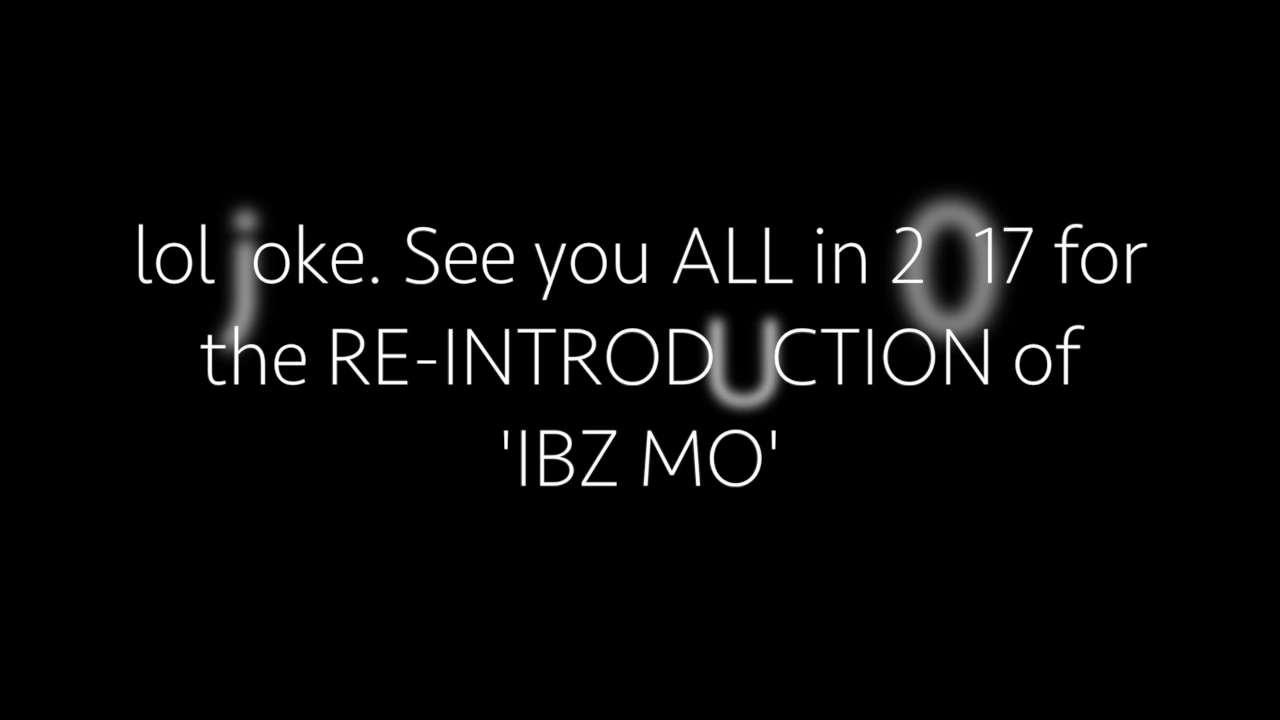 lol joke. See you ALL in 2017 for
the RE-INTRODUCTION of
'IBZ MO'